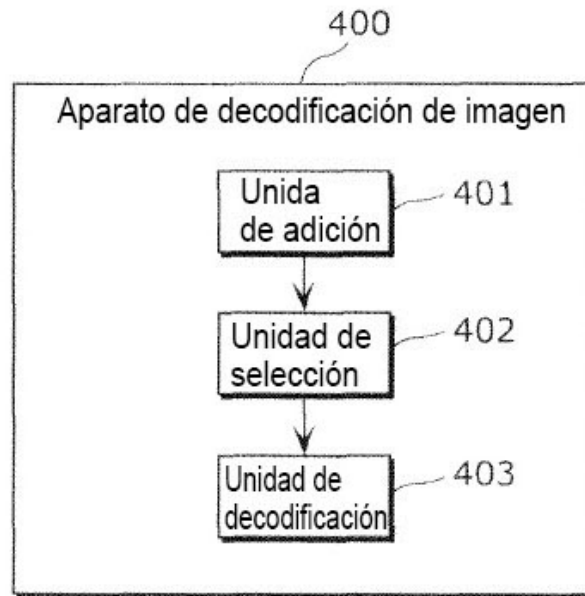 400
Aparato de decodificación de imagen
Unida
de adición
401
Unidad de
selección
402
Unidad de
decodificación
403